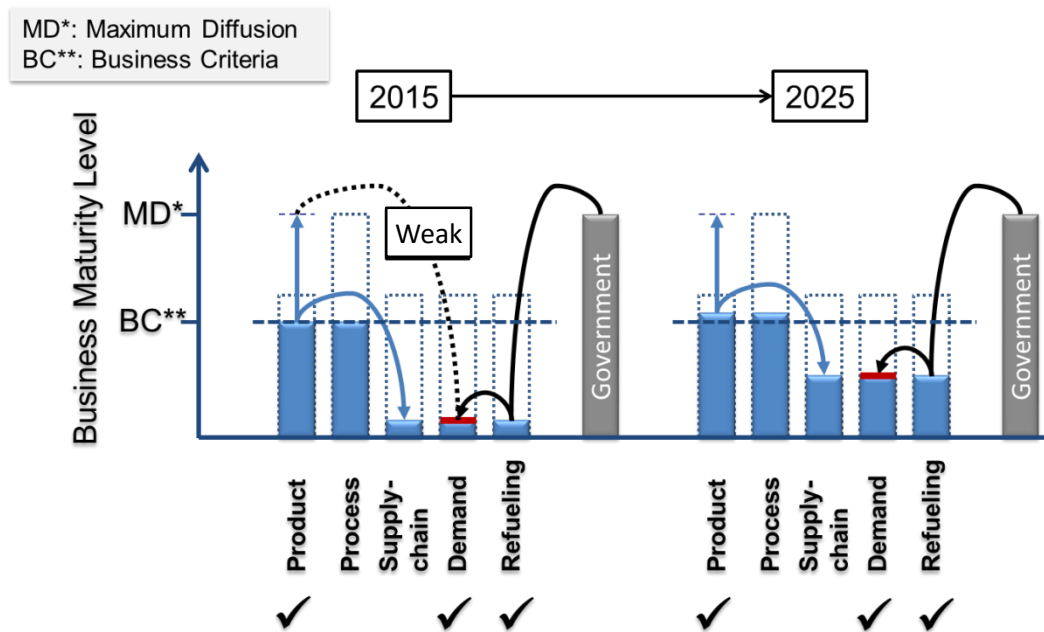 MD*: Maximum Diffusion
BC**: Business Criteria
2015
2025
Business Maturity Level
MD*
BC**
Weak
Government
Government
Product
Process
Supply-
chain
Demand
Refueling
Product
Process
Supply-
chain
Demand
Refueling